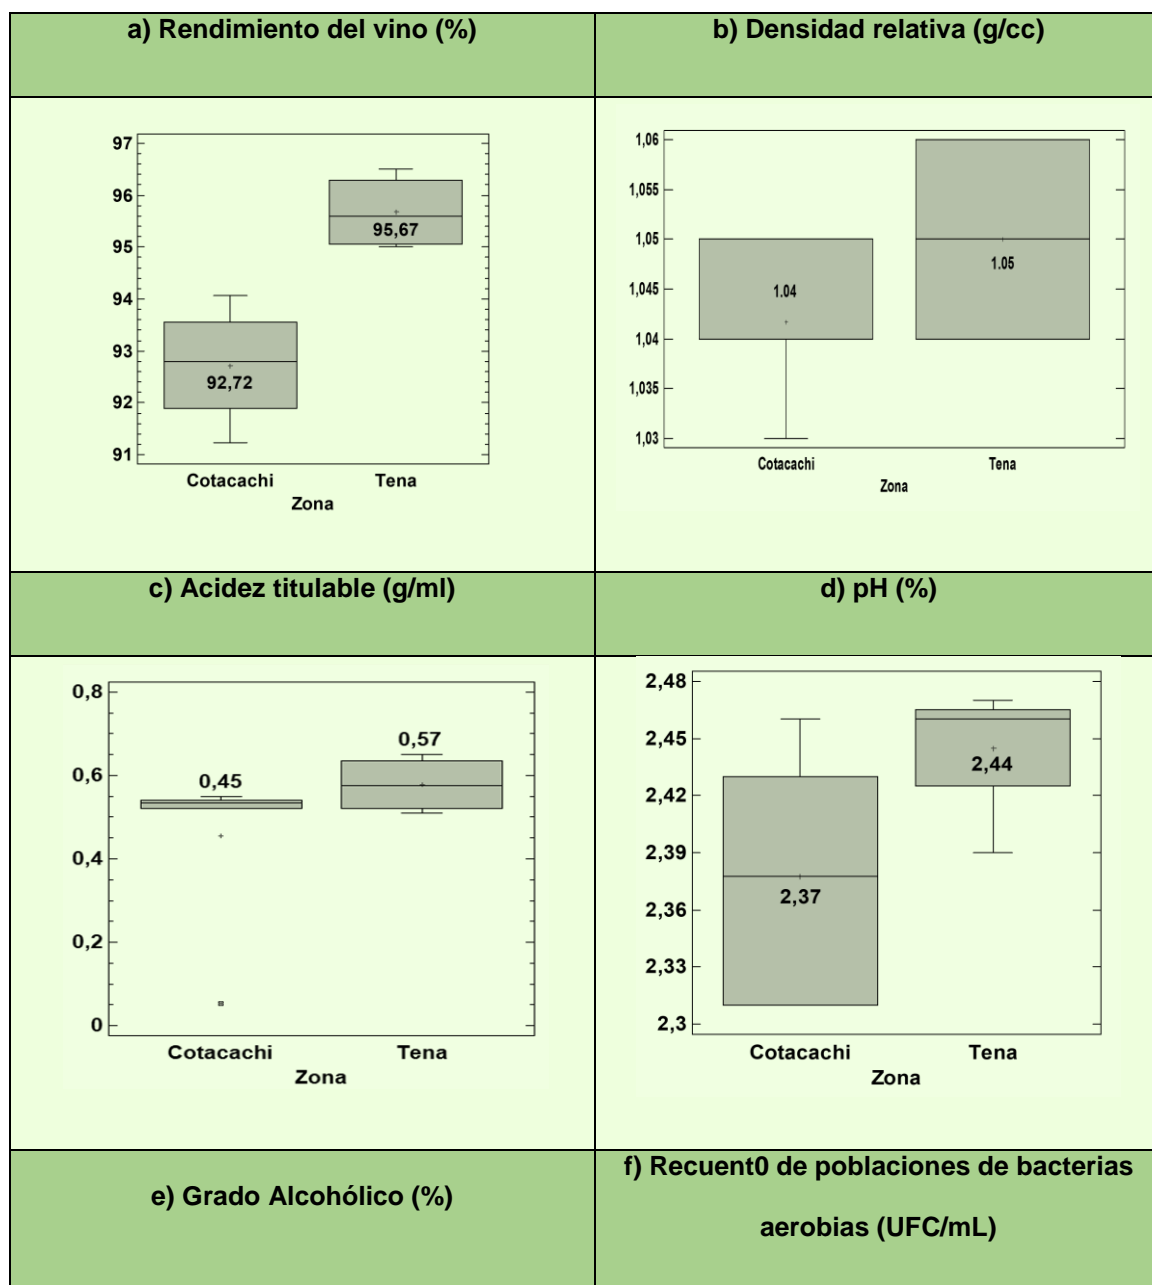 a) Rendimiento del vino (%)
b) Densidad relativa (g/cc)
97
96
95
94
93
92
91
95,67
92,72
Cotacachi
Tena
Zona
1,06
1,055
1,05
1,045
1,04
1,035
1,03
1.04
1.05
Cotacachi
Tena
Zona
c) Acidez titulable (g/ml)
d) pH (%)
0,8
0,6
0,4
0,2
0
0,45
0,57
Cotacachi
Tena
Zona
2,48
2,45
2,42
2,39
2,36
2,33
2,3
2,44
2,37
Cotacachi
Tena
Zona
e) Grado Alcohólico (%)
f) Recuent0 de poblaciones de bacterias
aerobias (UFC/mL)